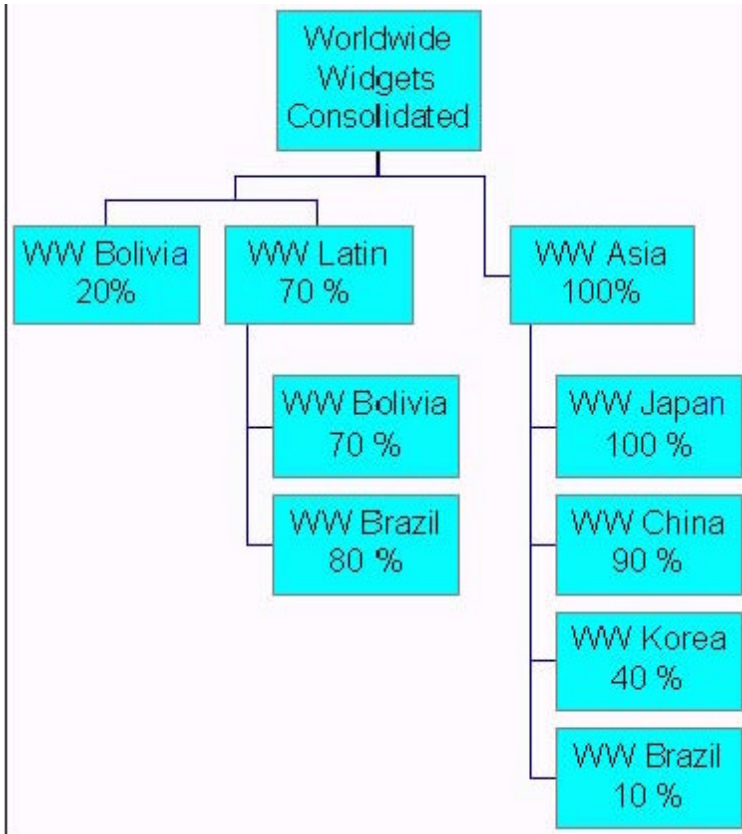 Worldwide
Widgets
Consolidated
WW Bolivia
20%
WW Latin
70 %
WW Asia
100%
WW Bolivia
70 %
WW Brazil
80 %
WW Japan
100 %
WW China
90 %
WW Korea
40 %
WW Brazil
10 %